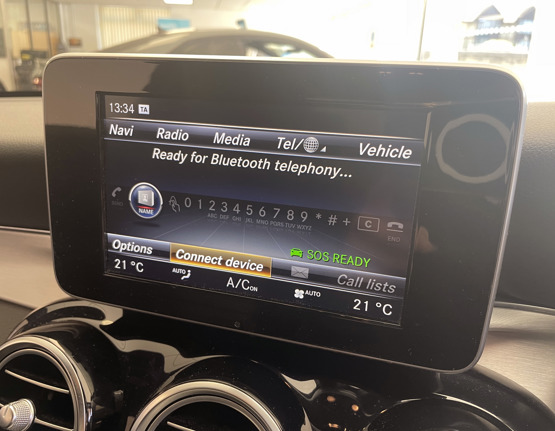 13:34 TA
Navi Radio Media Tel/ Vehicle
Ready for Bluetooth telephony...
NAME 0 1 2 3 4 5 6 7 8 9 * # + C
ABC DEF GHI JKL MNO PQRS TUV WXYZ END
Options Connect device SOS READY Call lists
21 °C AUTO A/C ON AUTO 21 °C